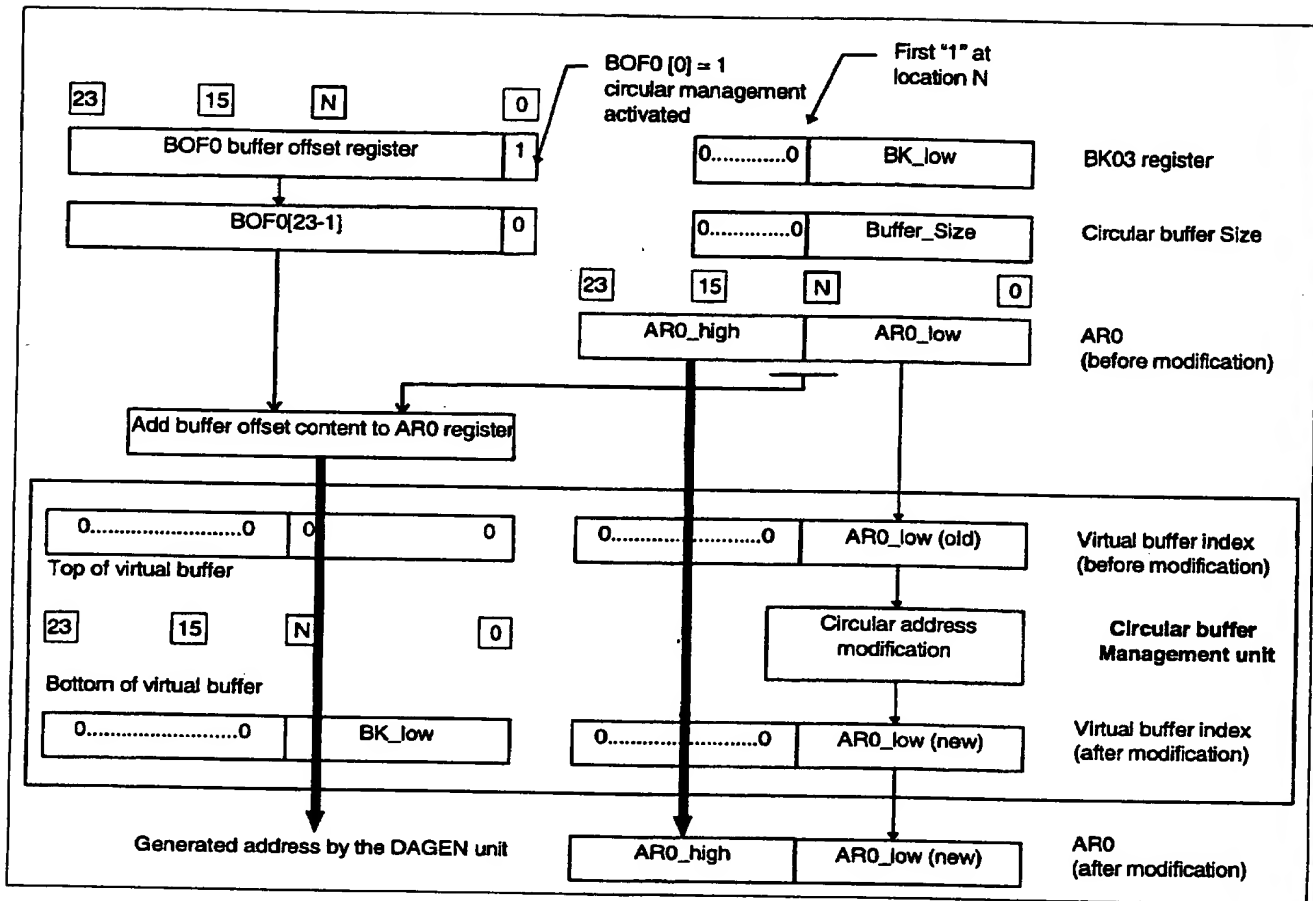 BOF0 [0] = 1
circular management
activated
First "1" at
location N
23 15 N 0
BOF0 buffer offset register 1
0.............0 BK_low
BK03 register
BOF0[23-1] 0
0.............0 Buffer_Size
Circular buffer Size
23 15 N 0
AR0_high AR0_low
AR0
(before modification)
Add buffer offset content to AR0 register
0.........................0 0 0
Top of virtual buffer
0.........................0 AR0_low (old)
Virtual buffer index
(before modification)
23 15 N 0
Circular address
modification
Circular buffer
Management unit
Bottom of virtual buffer
0.........................0 BK_low
0.........................0 AR0_low (new)
Virtual buffer index
(after modification)
Generated address by the DAGEN unit
AR0_high AR0_low (new)
AR0
(after modification)